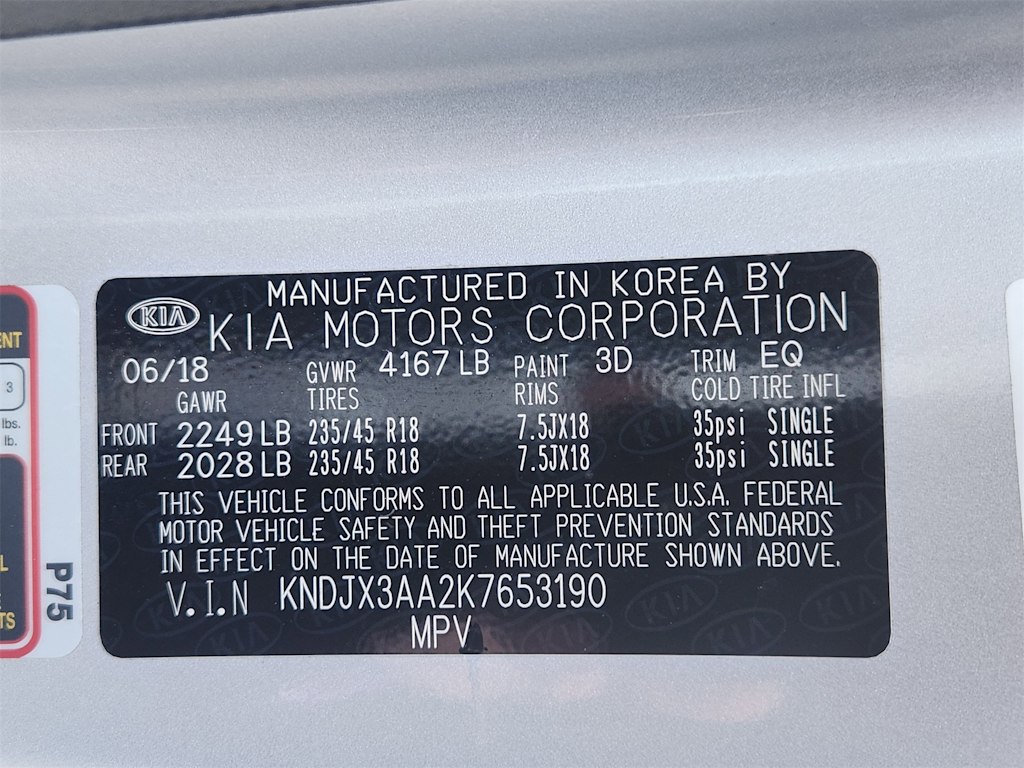 MANUFACTURED IN KOREA BY
KIA KIA MOTORS CORPORATION
06/18 GVWR 4167 LB PAINT 3D TRIM EQ
GAWR TIRES RIMS COLD TIRE INFL
FRONT 2249 LB 235/45 R18 7.5JX18 35psi SINGLE
REAR 2028 LB 235/45 R18 7.5JX18 35psi SINGLE
THIS VEHICLE CONFORMS TO ALL APPLICABLE U.S.A. FEDERAL
MOTOR VEHICLE SAFETY AND THEFT PREVENTION STANDARDS
IN EFFECT ON THE DATE OF MANUFACTURE SHOWN ABOVE.
V.I.N KNDJX3AA2K7653190
MPV
3
lbs.
lb.
P75